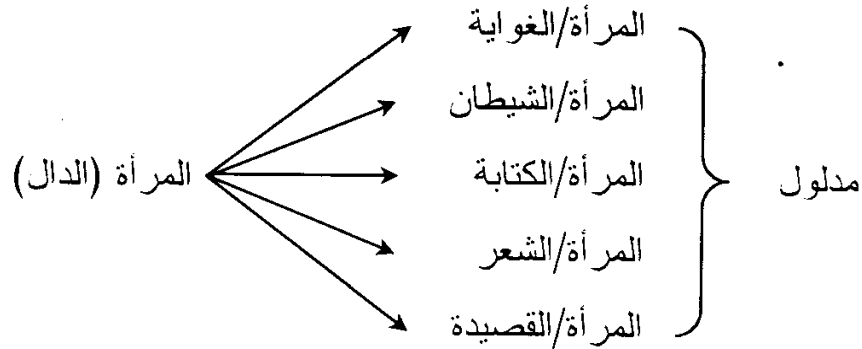 المرأة/الغواية
المرأة/الشيطان
المرأة (الدال)
المرأة/الكتابة
مدلول
المرأة/الشعر
المرأة/القصيدة